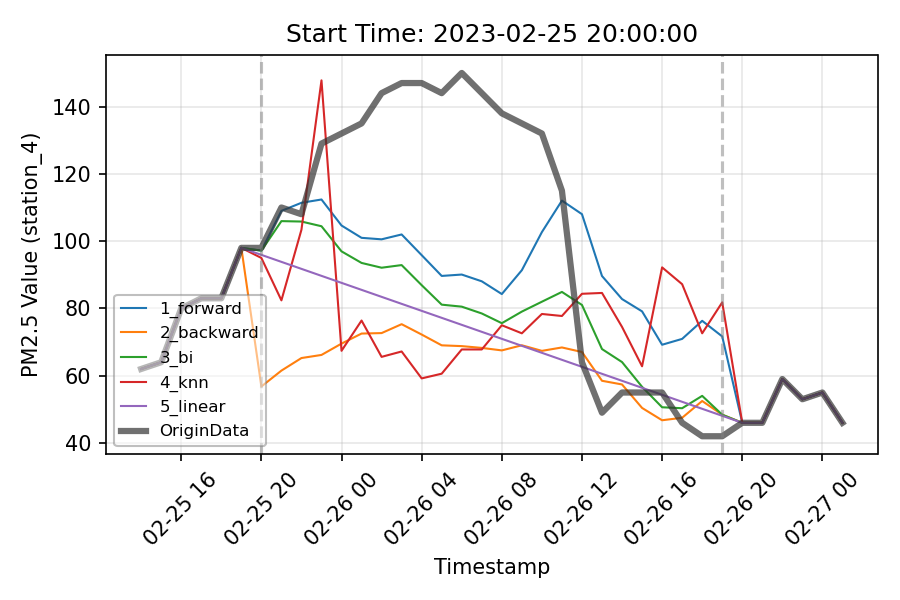 Start Time: 2023-02-25 20:00:00
PM2.5 Value (station_4)
140
120
100
80
60
40
1_forward
2_backward
3_bi
4_knn
5_linear
OriginData
02-25 16
02-25 20
02-26 00
02-26 04
02-26 08
02-26 12
02-26 16
02-26 20
02-27 00
Timestamp